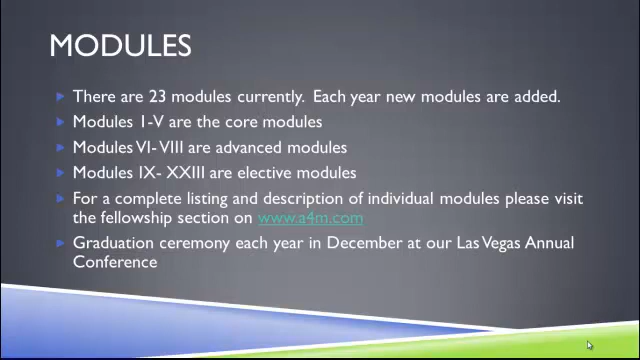 MODULES
There are 23 modules currently. Each year new modules are added.
Modules 1-V are the core modules
Modules VI- VIII are advanced modules
Modules IX- XXIII are elective modules
For a complete listing and description of individual modules please visit
the fellowship section on www.a4m.com
Graduation ceremony each year in December at our Las Vegas Annual
Conference